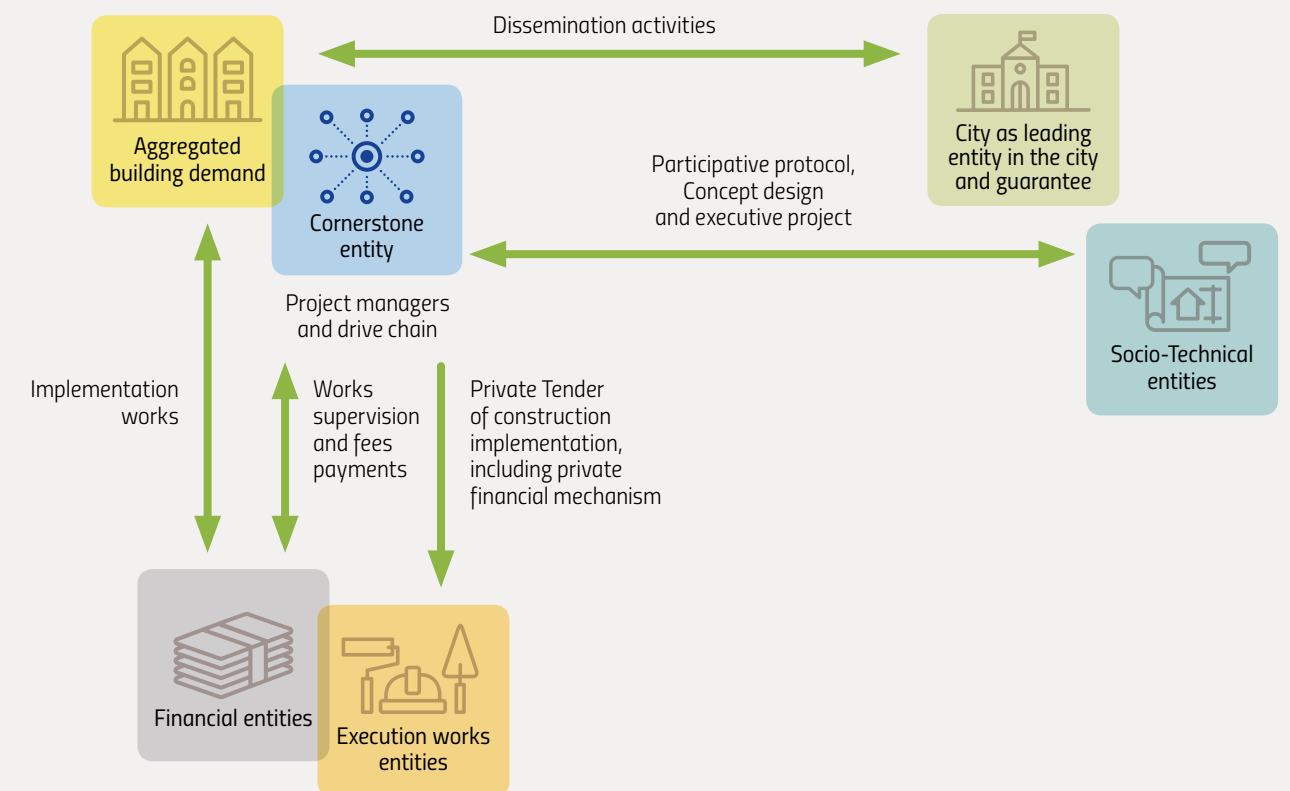 Dissemination activities
Aggregated
building demand
City as leading
entity in the city
and guarantee
Participative protocol,
Concept design
and executive project
Cornerstone
entity
Project managers
and drive chain
Socio-Technical
entities
Implementation
works
Works
supervision
and fees
payments
Private Tender
of construction
implementation,
including private
financial mechanism
Financial entities
Execution works
entities